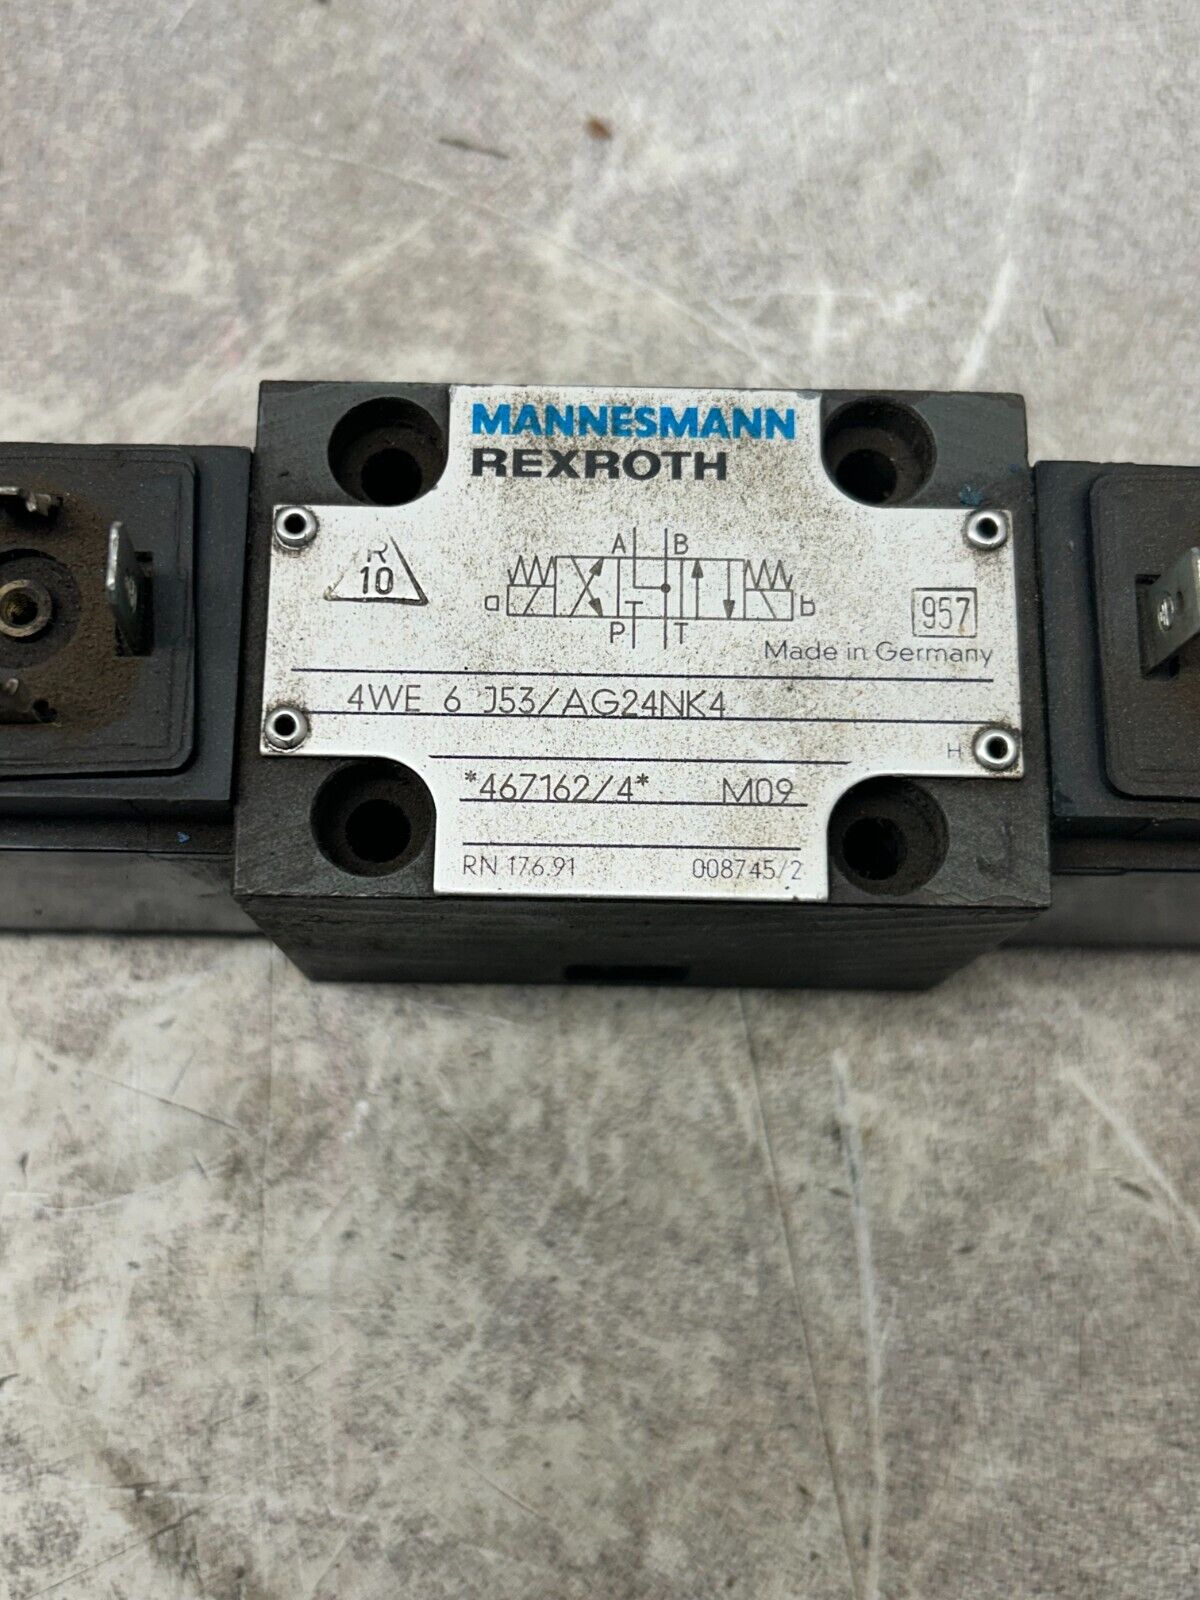 MANNESMANN
REXROTH
R
10
A B
a b
P T
957
Made in Germany
4WE 6 J53/AG24NK4
H
*467162/4* M09
RN 176.91 008745/2